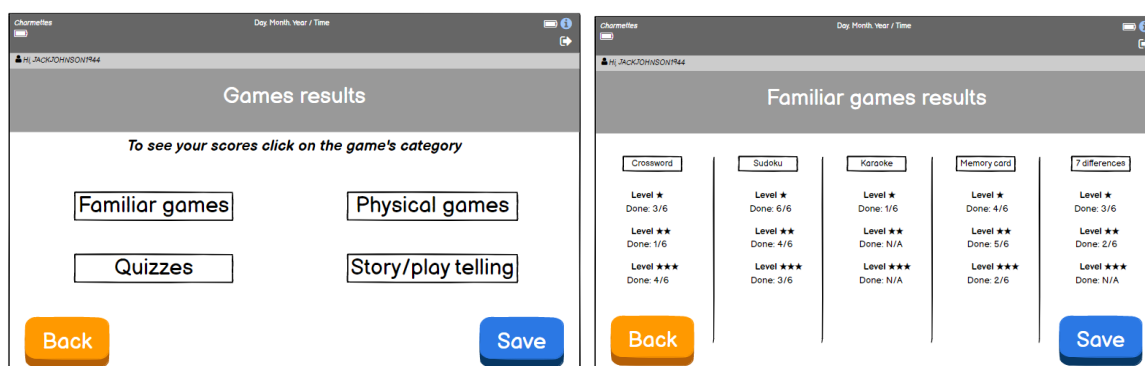 Charmettes
Day, Month, Year / Time
Hi, JACKJOHNSON1944
Games results
To see your scores click on the game's category
Familiar games
Physical games
Quizzes
Story/play telling
Back
Save
Charmettes
Day, Month, Year / Time
Hi, JACKJOHNSON1944
Familiar games results
Crossword
Level ★
Done: 3/6
Level ★★
Done: 1/6
Level ★★★
Done: 4/6
Sudoku
Level ★
Done: 6/6
Level ★★
Done: 4/6
Level ★★★
Done: 3/6
Karaoke
Level ★
Done: 1/6
Level ★★
Done: N/A
Level ★★★
Done: N/A
Memory card
Level ★
Done: 4/6
Level ★★
Done: 5/6
Level ★★★
Done: 2/6
7 differences
Level ★
Done: 3/6
Level ★★
Done: 2/6
Level ★★★
Done: N/A
Back
Save